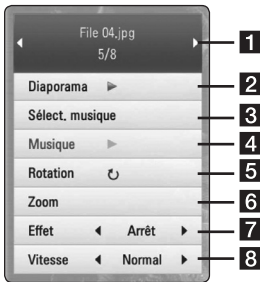 File 04.jpg 1
5/8
Diaporama 2
Sélect. musique 3
Musique 4
Rotation 5
Zoom 6
Effet Arrêt 7
Vitesse Normal 8